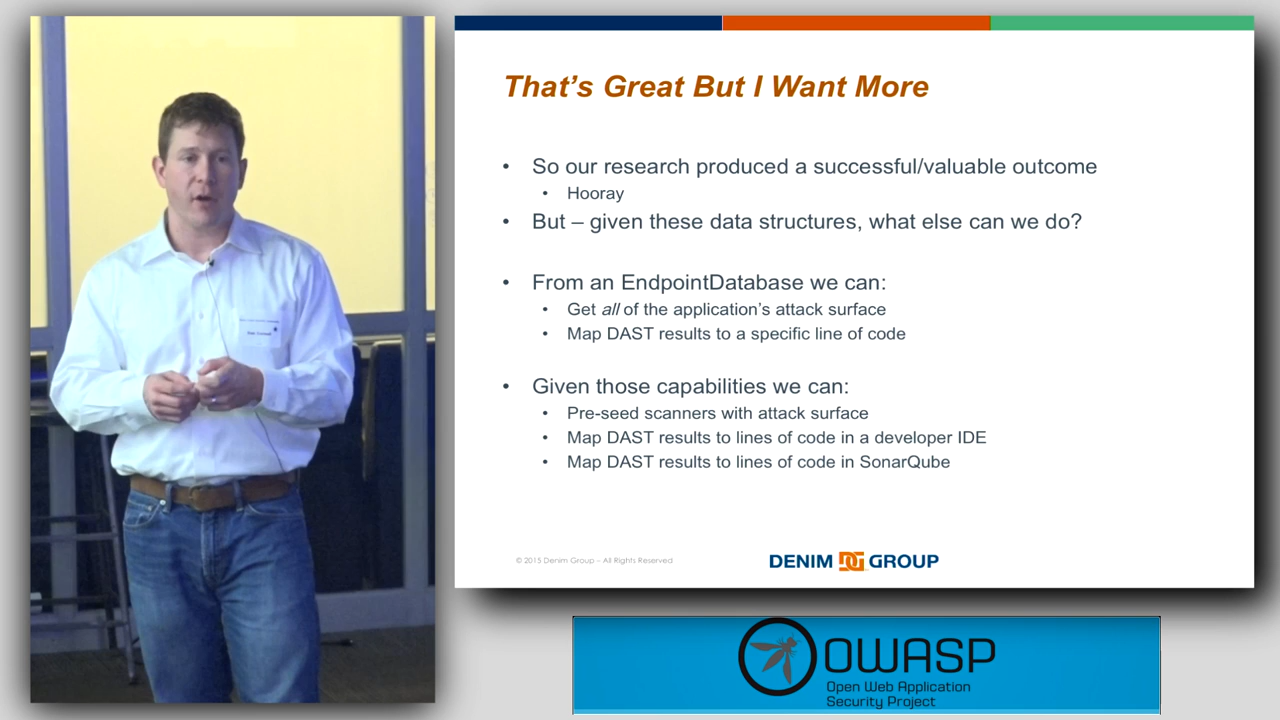 That's Great But I Want More
• So our research produced a successful/valuable outcome
• Hooray
• But – given these data structures, what else can we do?
• From an EndpointDatabase we can:
• Get all of the application's attack surface
• Map DAST results to a specific line of code
• Given those capabilities we can:
• Pre-seed scanners with attack surface
• Map DAST results to lines of code in a developer IDE
• Map DAST results to lines of code in SonarQube
© 2015 Denim Group – All Rights Reserved
DENIM DG GROUP
OWASP
Open Web Application
Security Project